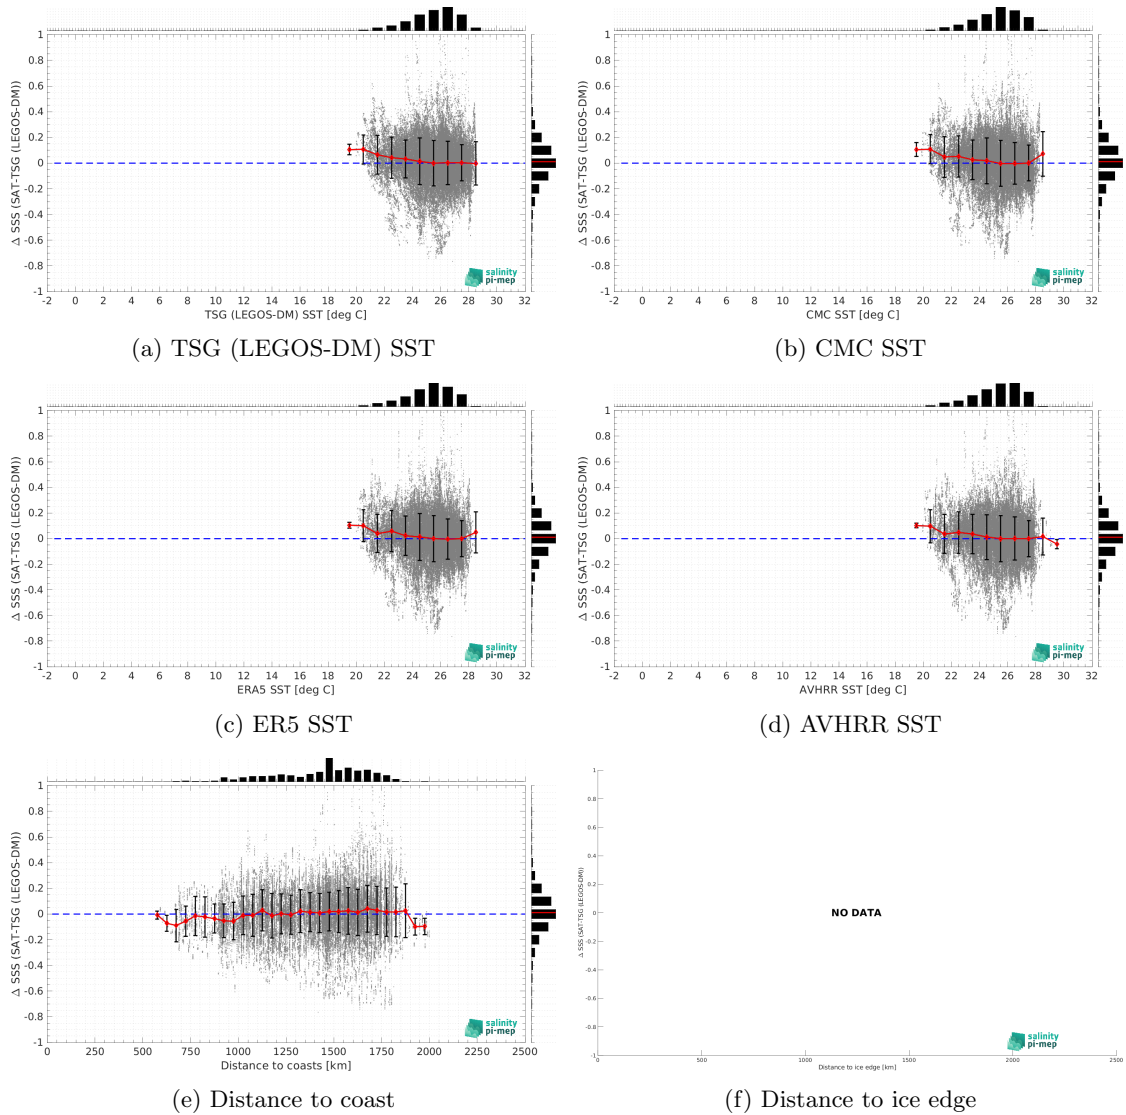 1
0.8
0.6
0.4
0.2
0
-0.2
-0.4
-0.6
-0.8
-1
Δ SSS (SAT-TSG (LEGOS-DM))
salinity
pi-mep
-2 0 2 4 6 8 10 12 14 16 18 20 22 24 26 28 30 32
TSG (LEGOS-DM) SST [deg C]
(a) TSG (LEGOS-DM) SST
1
0.8
0.6
0.4
0.2
0
-0.2
-0.4
-0.6
-0.8
-1
Δ SSS (SAT-TSG (LEGOS-DM))
salinity
pi-mep
-2 0 2 4 6 8 10 12 14 16 18 20 22 24 26 28 30 32
CMC SST [deg C]
(b) CMC SST
1
0.8
0.6
0.4
0.2
0
-0.2
-0.4
-0.6
-0.8
-1
Δ SSS (SAT-TSG (LEGOS-DM))
salinity
pi-mep
-2 0 2 4 6 8 10 12 14 16 18 20 22 24 26 28 30 32
ERA5 SST [deg C]
(c) ER5 SST
1
0.8
0.6
0.4
0.2
0
-0.2
-0.4
-0.6
-0.8
-1
Δ SSS (SAT-TSG (LEGOS-DM))
salinity
pi-mep
-2 0 2 4 6 8 10 12 14 16 18 20 22 24 26 28 30 32
AVHRR SST [deg C]
(d) AVHRR SST
1
0.8
0.6
0.4
0.2
0
-0.2
-0.4
-0.6
-0.8
-1
Δ SSS (SAT-TSG (LEGOS-DM))
salinity
pi-mep
0 250 500 750 1000 1250 1500 1750 2000 2250 2500
Distance to coasts [km]
(e) Distance to coast
1
0.8
0.6
0.4
0.2
0
-0.2
-0.4
-0.6
-0.8
-1
Δ SSS (SAT-TSG (LEGOS-DM))
NO DATA
salinity
pi-mep
0 500 1000 1500 2000 2500
Distance to ice edge [km]
(f) Distance to ice edge